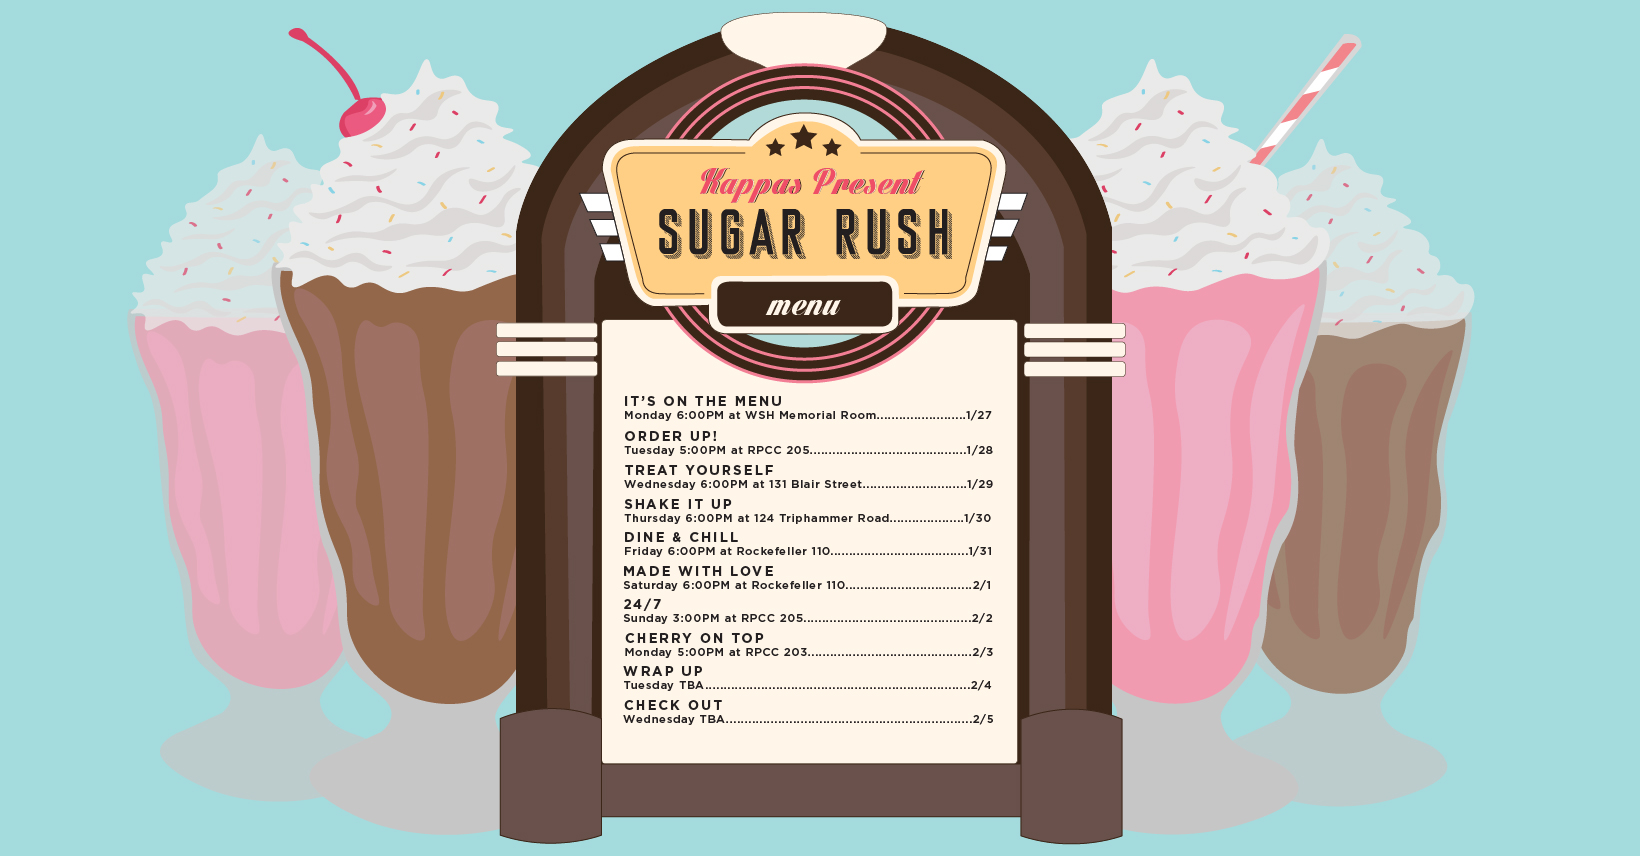 Kappas Present
SUGAR RUSH
menu
IT'S ON THE MENU
Monday 6:00PM at WSH Memorial Room........................1/27
ORDER UP!
Tuesday 5:00PM at RPCC 205..........................................1/28
TREAT YOURSELF
Wednesday 6:00PM at 131 Blair Street............................1/29
SHAKE IT UP
Thursday 6:00PM at 124 Triphammer Road....................1/30
DINE & CHILL
Friday 6:00PM at Rockefeller 110.....................................1/31
MADE WITH LOVE
Saturday 6:00PM at Rockefeller 110..................................2/1
24/7
Sunday 3:00PM at RPCC 205.............................................2/2
CHERRY ON TOP
Monday 5:00PM at RPCC 203............................................2/3
WRAP UP
Tuesday TBA.......................................................................2/4
CHECK OUT
Wednesday TBA..................................................................2/5